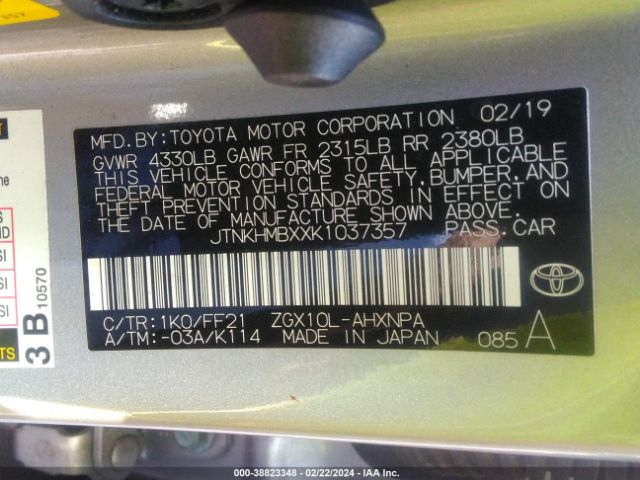 357
MFD. BY: TOYOTA MOTOR CORPORATION 02/19
GVWR 4330LB GAWR FR 2315LB RR 2380LB
THIS VEHICLE CONFORMS TO ALL APPLICABLE
FEDERAL MOTOR VEHICLE SAFETY, BUMPER, AND
THEFT PREVENTION STANDARDS IN EFFECT ON
THE DATE OF MANUFACTURE SHOWN ABOVE.
JTNKHMBXXK1037357 PASS. CAR
C/TR: 1K0/FF21 ZGX10L-AHXNPA
A/TM: -03A/K114 MADE IN JAPAN 085 A
TOYOTA
3 B 10570
000-38823348 - 02/22/2024 - IAA Inc.